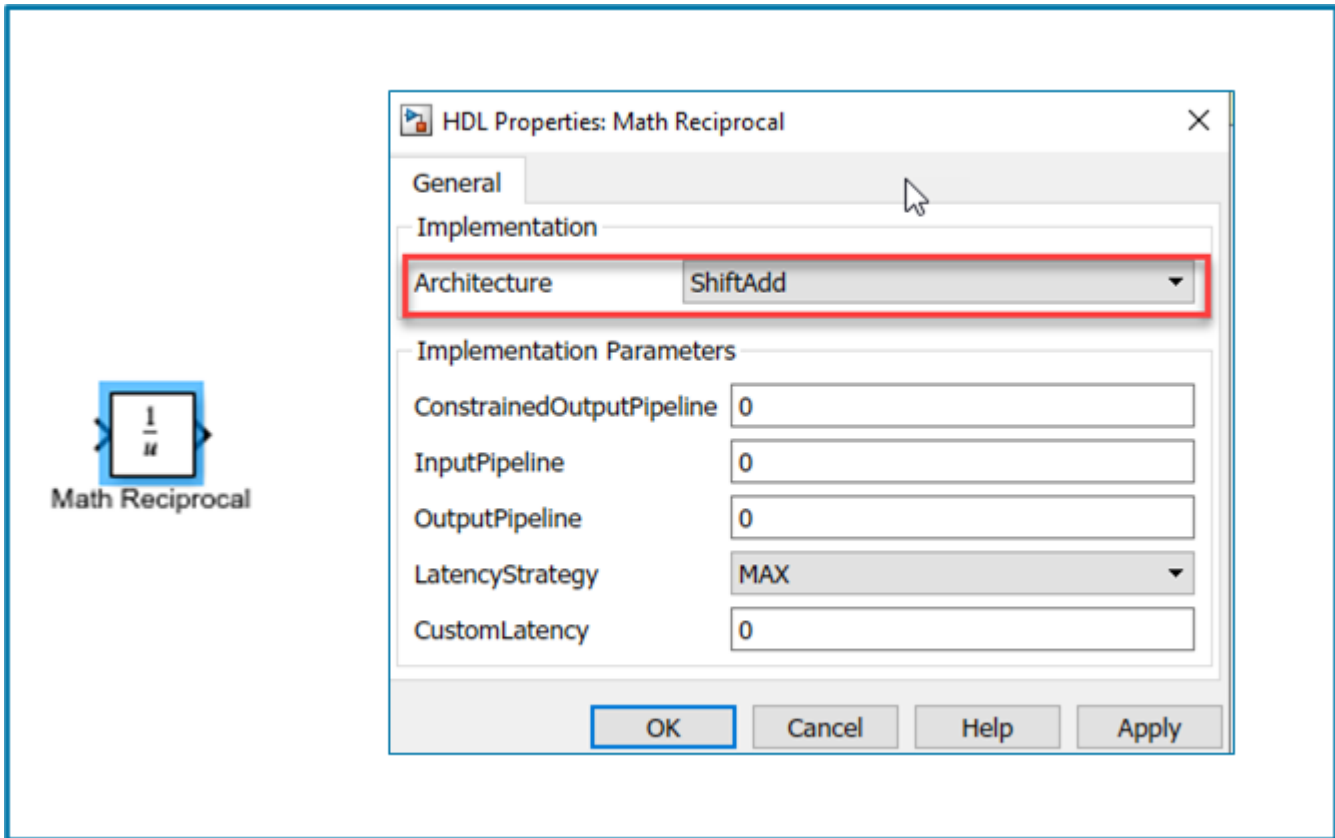 HDL Properties: Math Reciprocal
General
Implementation
Architecture ShiftAdd
Implementation Parameters
ConstrainedOutputPipeline 0
InputPipeline 0
OutputPipeline 0
LatencyStrategy MAX
CustomLatency 0
OK Cancel Help Apply
1
u
Math Reciprocal